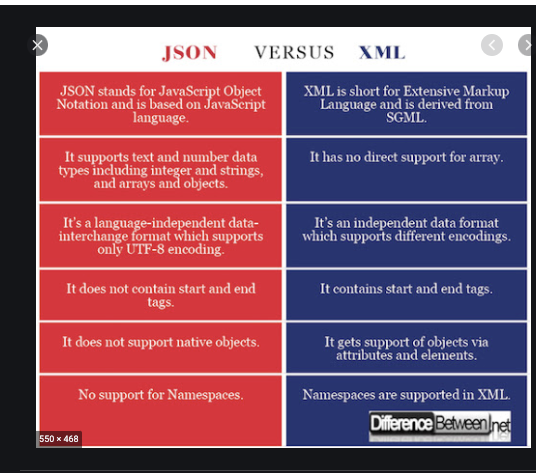 JSON VERSUS XML
JSON stands for JavaScript Object
Notation and is based on JavaScript
language.
XML is short for Extensive Markup
Language and is derived from
SGML.
It supports text and number data
types including integer and strings,
and arrays and objects.
It has no direct support for array.
It's a language-independent data-
interchange format which supports
only UTF-8 encoding.
It's an independent data format
which supports different encodings.
It does not contain start and end
tags.
It contains start and end tags.
It does not support native objects.
It gets support of objects via
attributes and elements.
No support for Namespaces.
Namespaces are supported in XML.
DifferenceBetween.net
550 × 468